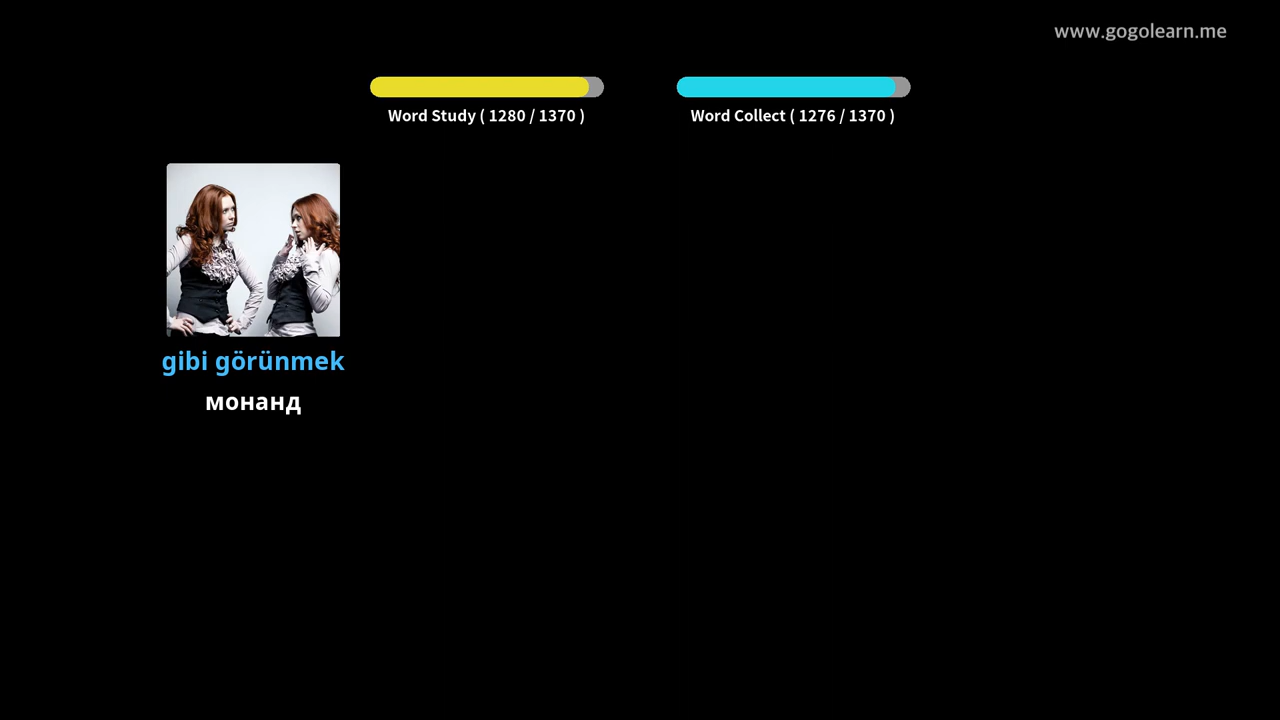 www.gogolearn.me
Word Study ( 1280 / 1370 )
Word Collect ( 1276 / 1370 )
gibi görünmek
монанд